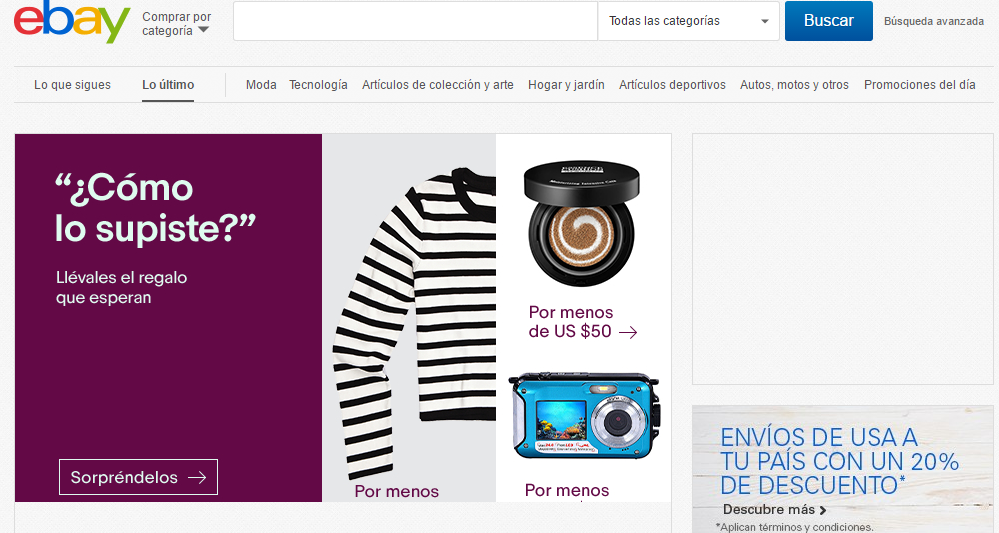 ebay
Comprar por
categoría
Todas las categorías
Buscar
Búsqueda avanzada
Lo que sigues
Lo último
Moda
Tecnología
Artículos de colección y arte
Hogar y jardín
Artículos deportivos
Autos, motos y otros
Promociones del día
“¿Cómo
lo supiste?”
Llévales el regalo
que esperan
Sorpréndelos
Por menos
Por menos
de US $50
Por menos
ENVÍOS DE USA A
TU PAÍS CON UN 20%
DE DESCUENTO*
Descubre más
*Aplican términos y condiciones.